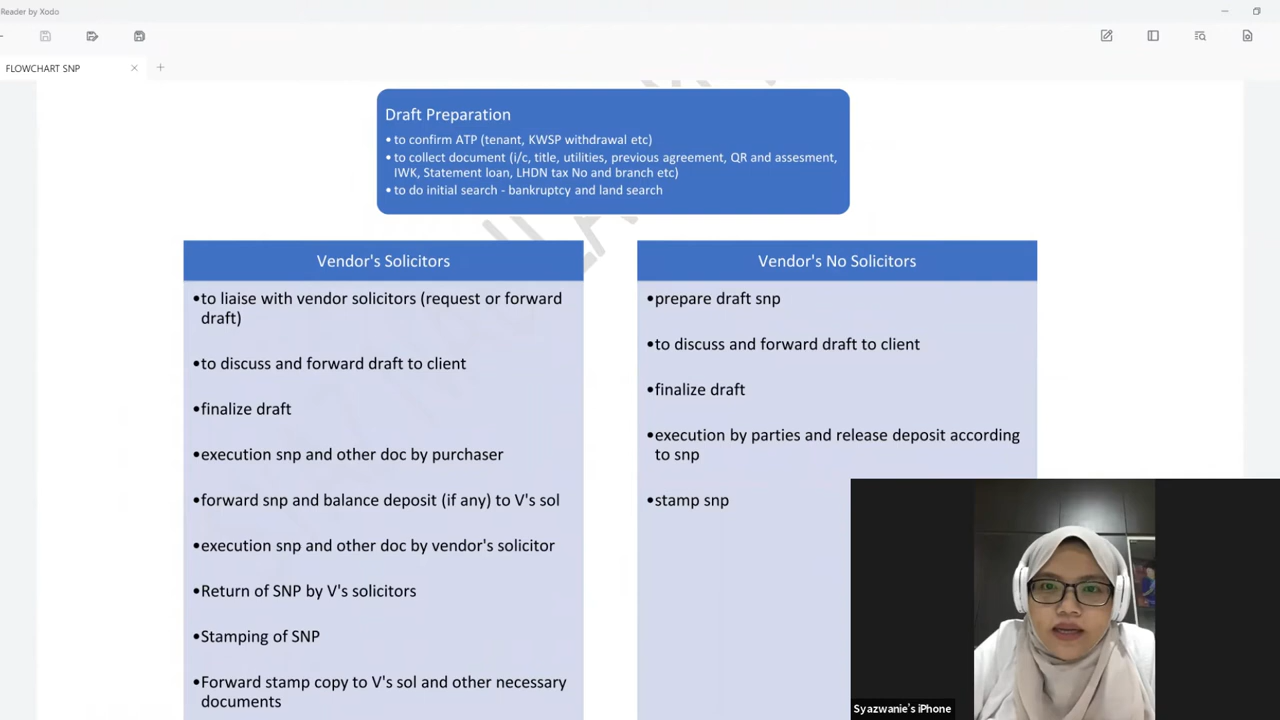 Reader by Xodo
FLOWCHART SNP
Draft Preparation
• to confirm ATP (tenant, KWSP withdrawal etc)
• to collect document (i/c, title, utilities, previous agreement, QR and assesment,
IWK, Statement loan, LHDN tax No and branch etc)
• to do initial search - bankruptcy and land search
Vendor's Solicitors
•to liaise with vendor solicitors (request or forward
draft)
•to discuss and forward draft to client
•finalize draft
•execution snp and other doc by purchaser
•forward snp and balance deposit (if any) to V's sol
•execution snp and other doc by vendor's solicitor
•Return of SNP by V's solicitors
•Stamping of SNP
•Forward stamp copy to V's sol and other necessary
documents
Vendor's No Solicitors
•prepare draft snp
•to discuss and forward draft to client
•finalize draft
•execution by parties and release deposit according
to snp
•stamp snp
Syazwanie's iPhone